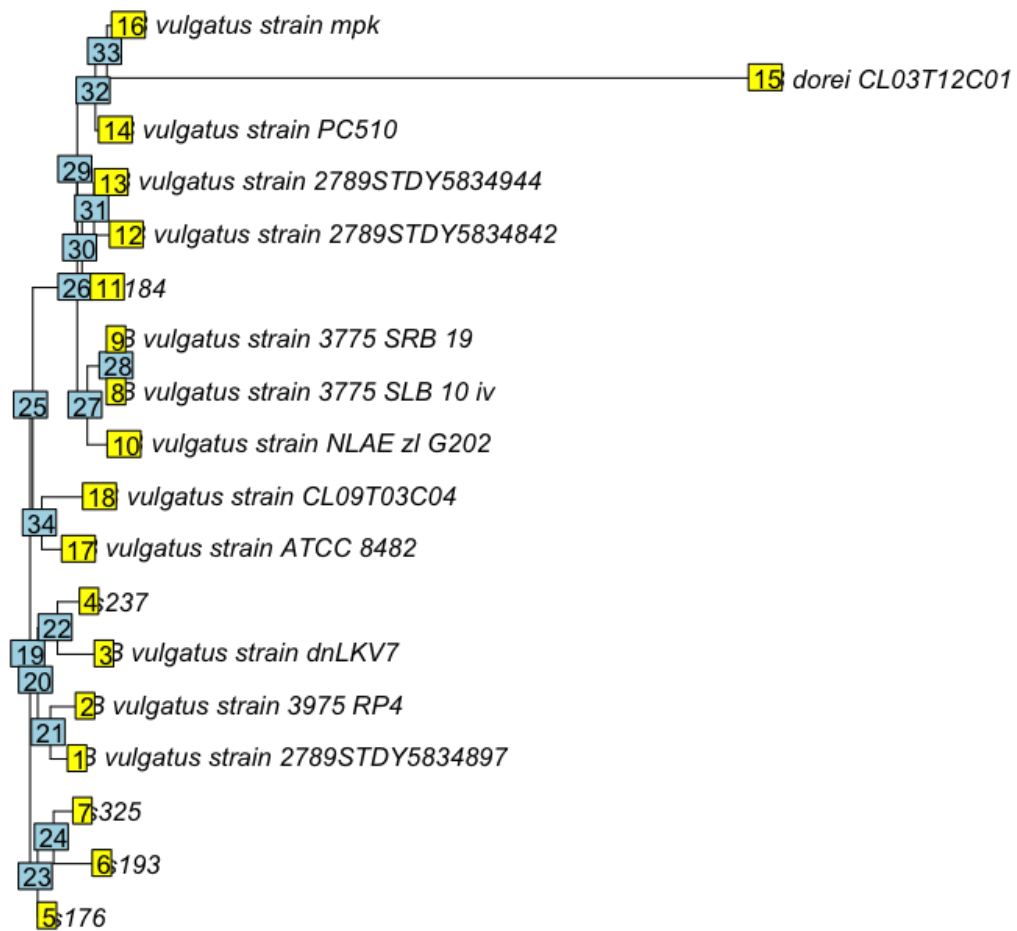 16 vulgatus strain mpk
33
15 dorei CL03T12C01
32
14 vulgatus strain PC510
29
13 vulgatus strain 2789STDY5834944
31
12 vulgatus strain 2789STDY5834842
30
26 11 184
9 vulgatus strain 3775 SRB 19
28
8 vulgatus strain 3775 SLB 10 iv
25 27
10 vulgatus strain NLAE zl G202
18 vulgatus strain CL09T03C04
34
17 vulgatus strain ATCC 8482
4 s237
22
19 3 vulgatus strain dnLKV7
20
2 vulgatus strain 3975 RP4
21
1 vulgatus strain 2789STDY5834897
7 s325
24
6 s193
23
5 s176